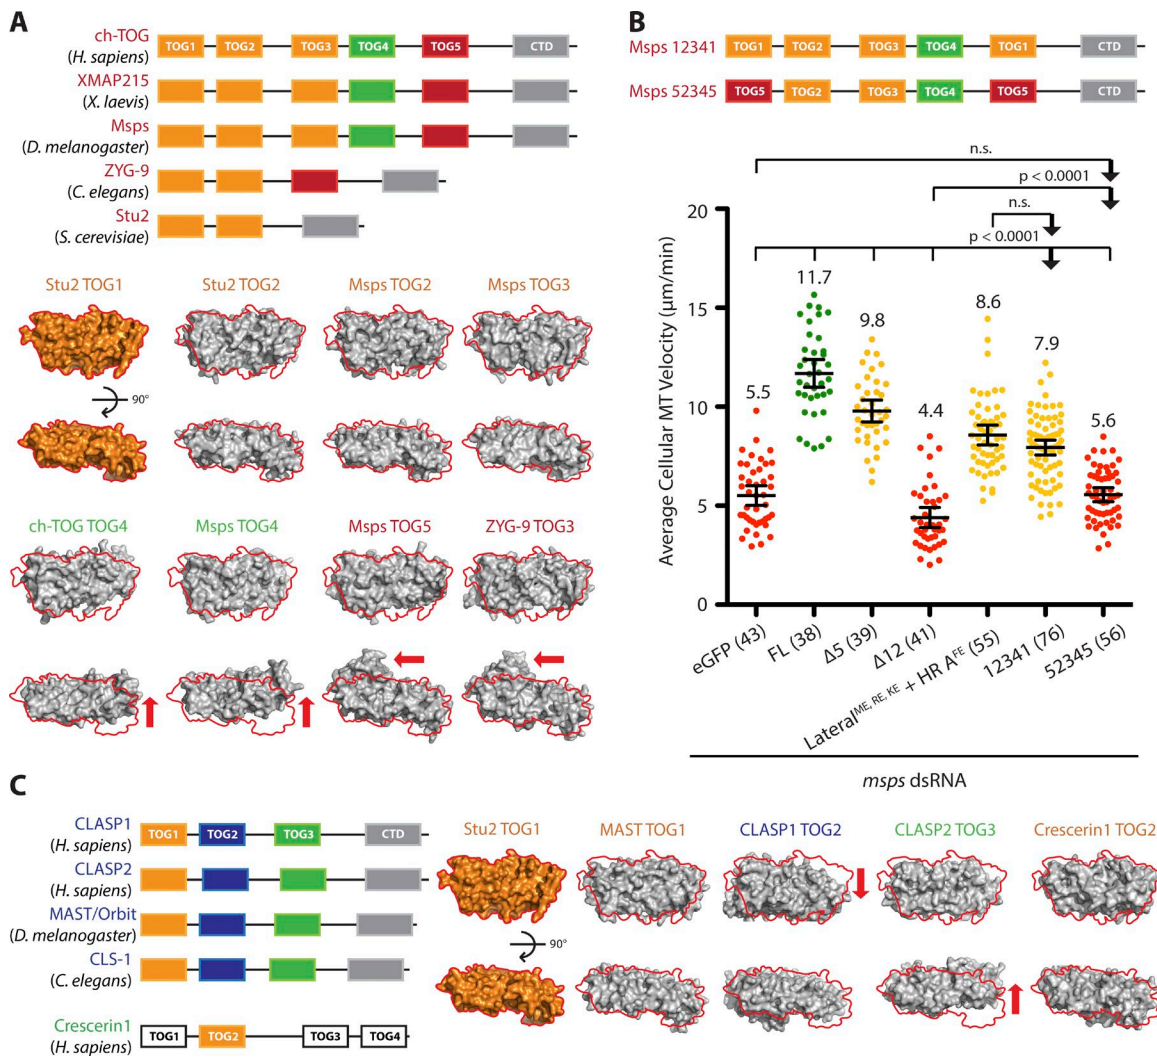 A
ch-TOG
(H. sapiens)
TOG1 TOG2 TOG3 TOG4 TOG5 CTD
XMAP215
(X. laevis)
Msps
(D. melanogaster)
ZYG-9
(C. elegans)
Stu2
(S. cerevisiae)
Stu2 TOG1 Stu2 TOG2 Msps TOG2 Msps TOG3
90°
ch-TOG TOG4 Msps TOG4 Msps TOG5 ZYG-9 TOG3
B
Msps 12341 TOG1 TOG2 TOG3 TOG4 TOG1 CTD
Msps 52345 TOG5 TOG2 TOG3 TOG4 TOG5 CTD
n.s.
p < 0.0001
n.s.
p < 0.0001
Average Cellular MT Velocity (μm/min)
20
15
10
5
0
5.5
11.7
9.8
4.4
8.6
7.9
5.6
eGFP (43)
FL (38)
Δ5 (39)
Δ12 (41)
Lateral^ME, RE, KE + HR A^FE (55)
12341 (76)
52345 (56)
msps dsRNA
C
CLASP1
(H. sapiens)
TOG1 TOG2 TOG3 CTD
CLASP2
(H. sapiens)
MAST/Orbit
(D. melanogaster)
CLS-1
(C. elegans)
Crescerin1
(H. sapiens)
TOG1 TOG2 TOG3 TOG4
Stu2 TOG1 MAST TOG1 CLASP1 TOG2 CLASP2 TOG3 Crescerin1 TOG2
90°